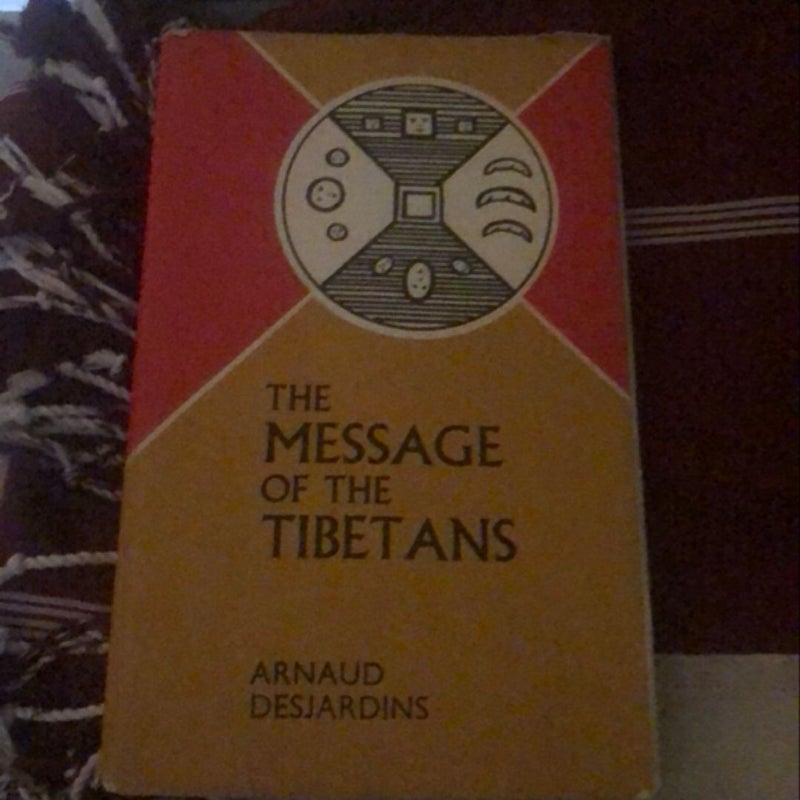 THE
MESSAGE
OF THE
TIBETANS
ARNAUD
DESJARDINS